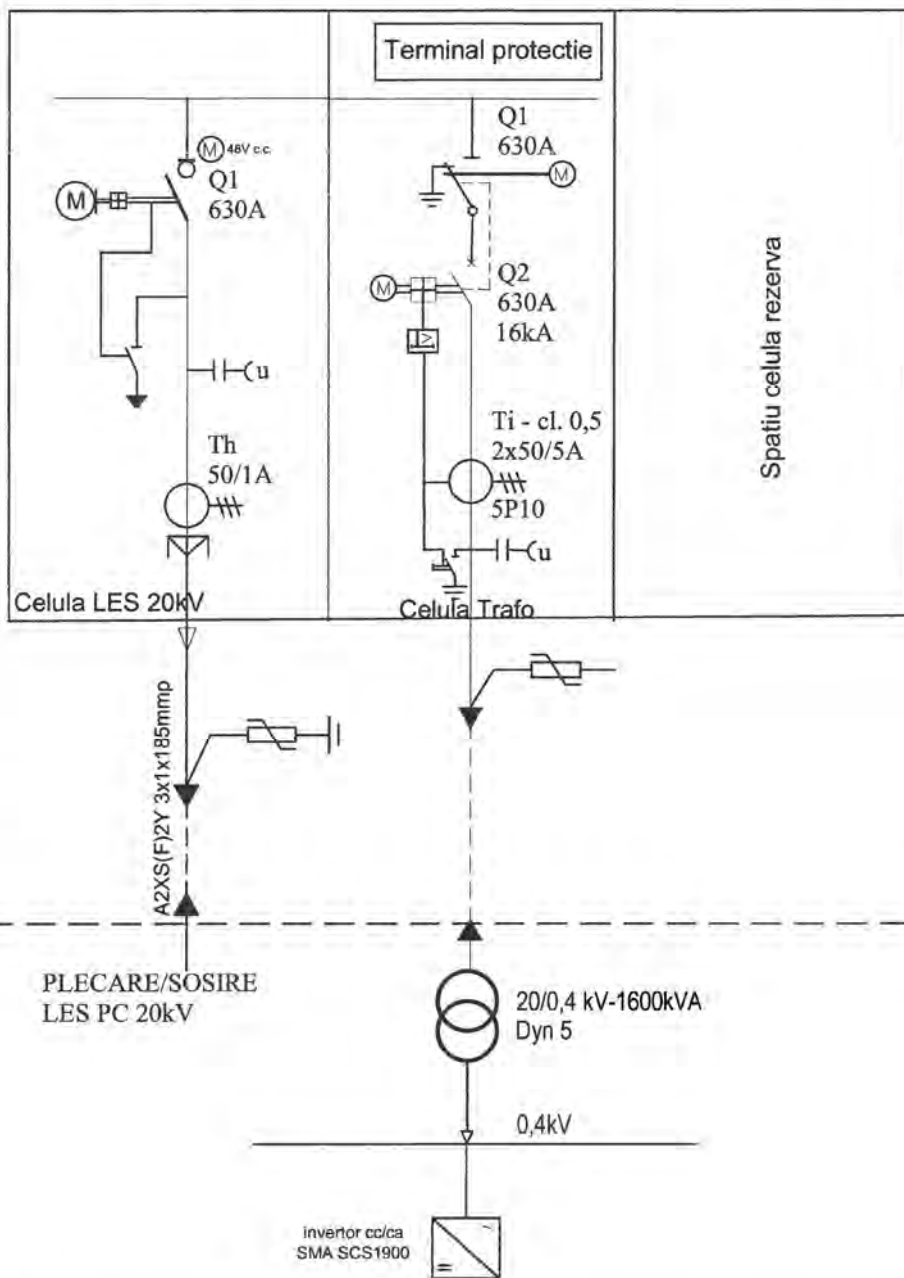 Terminal protectie
M
48V c.c.
M
Q1
630A
u
Th
50/1A
Celula LES 20kV
Q1
630A
M
M
Q2
630A
16kA
I>
Ti - cl. 0,5
2x50/5A
5P10
u
Celula Trafo
Spatiu celula rezerva
A2XS(F)2Y 3x1x185mmp
PLECARE/SOSIRE
LES PC 20kV
20/0,4 kV-1600kVA
Dyn 5
0,4kV
invertor cc/ca
SMA SCS1900